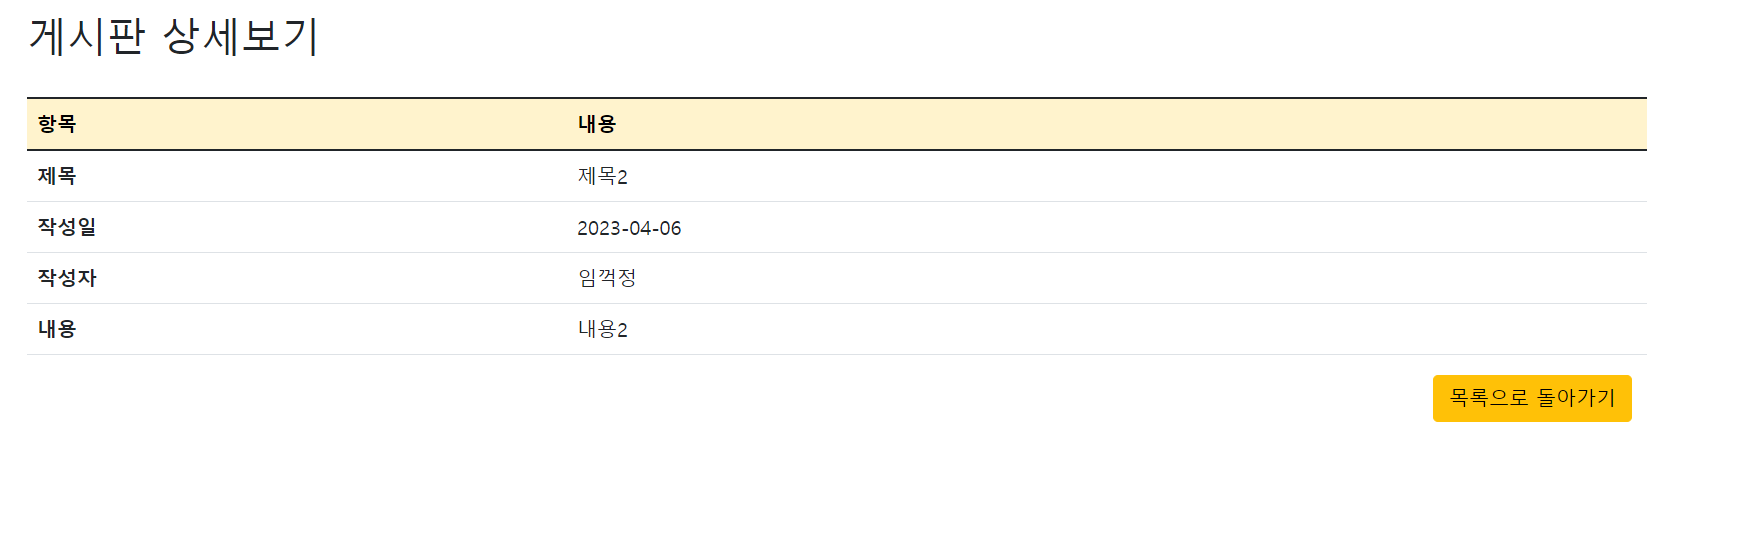 게시판 상세보기
항목 내용
제목 제목2
작성일 2023-04-06
작성자 임꺽정
내용 내용2
목록으로 돌아가기